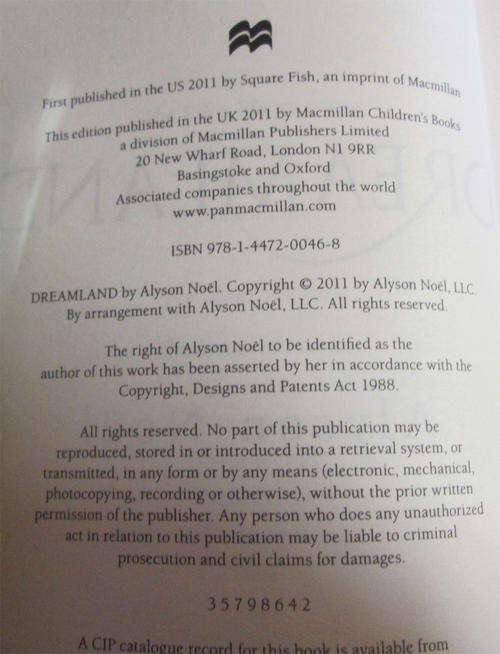 First published in the US 2011 by Square Fish, an imprint of Macmillan
This edition published in the UK 2011 by Macmillan Children's Books
a division of Macmillan Publishers Limited
20 New Wharf Road, London N1 9RR
Basingstoke and Oxford
Associated companies throughout the world
www.panmacmillan.com
ISBN 978-1-4472-0046-8
DREAMLAND by Alyson Noël. Copyright © 2011 by Alyson Noël, LLC.
By arrangement with Alyson Noël, LLC. All rights reserved.
The right of Alyson Noël to be identified as the
author of this work has been asserted by her in accordance with the
Copyright, Designs and Patents Act 1988.
All rights reserved. No part of this publication may be
reproduced, stored in or introduced into a retrieval system, or
transmitted, in any form or by any means (electronic, mechanical,
photocopying, recording or otherwise), without the prior written
permission of the publisher. Any person who does any unauthorized
act in relation to this publication may be liable to criminal
prosecution and civil claims for damages.
3 5 7 9 8 6 4 2
A CIP catalogue record for this book is available from